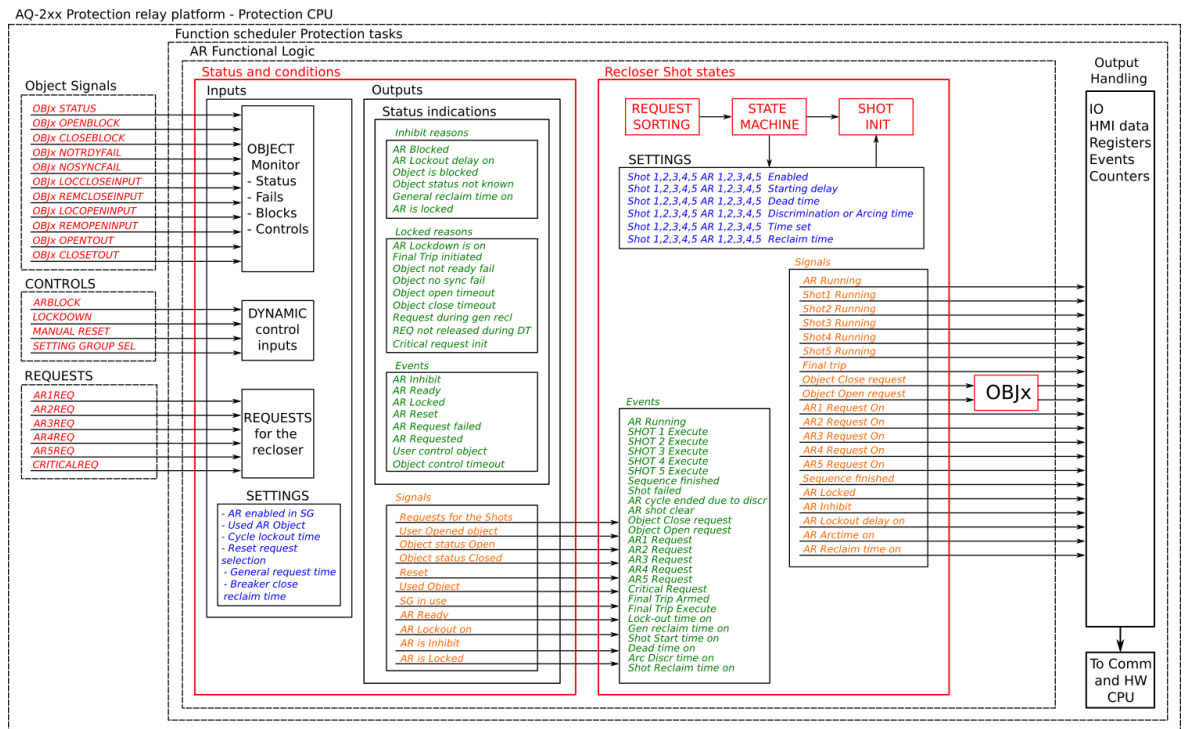 AQ-2xx Protection relay platform - Protection CPU
Function scheduler Protection tasks
AR Functional Logic
Object Signals
OBJx STATUS
OBJx OPENBLOCK
OBJx CLOSEBLOCK
OBJx NOTRDYFAIL
OBJx NOSYNCFAIL
OBJx LOCCLOSEINPUT
OBJx REMCLOSEINPUT
OBJx LOCOPENINPUT
OBJx REMOPENINPUT
OBJx OPENTOUT
OBJx CLOSETOUT
CONTROLS
ARBLOCK
LOCKDOWN
MANUAL RESET
SETTING GROUP SEL
REQUESTS
AR1REQ
AR2REQ
AR3REQ
AR4REQ
AR5REQ
CRITICALREQ
Status and conditions
Inputs
OBJECT
Monitor
- Status
- Fails
- Blocks
- Controls
DYNAMIC
control
inputs
REQUESTS
for the
recloser
SETTINGS
- AR enabled in SG
- Used AR Object
- Cycle lockout time
- Reset request
selection
- General request time
- Breaker close
reclaim time
Outputs
Status indications
Inhibit reasons
AR Blocked
AR Lockout delay on
Object is blocked
Object status not known
General reclaim time on
AR is locked
Locked reasons
AR Lockdown is on
Final Trip initiated
Object not ready fail
Object no sync fail
Object open timeout
Object close timeout
Request during gen recl
REQ not released during DT
Critical request init
Events
AR Inhibit
AR Ready
AR Locked
AR Reset
AR Request failed
AR Requested
User control object
Object control timeout
Signals
Requests for the Shots
User Opened object
Object status Open
Object status Closed
Reset
Used Object
SG in use
AR Ready
AR Lockout on
AR is Inhibit
AR is Locked
Recloser Shot states
REQUEST
SORTING
STATE
MACHINE
SHOT
INIT
SETTINGS
Shot 1,2,3,4,5 AR 1,2,3,4,5 Enabled
Shot 1,2,3,4,5 AR 1,2,3,4,5 Starting delay
Shot 1,2,3,4,5 AR 1,2,3,4,5 Dead time
Shot 1,2,3,4,5 AR 1,2,3,4,5 Discrimination or Arcing time
Shot 1,2,3,4,5 AR 1,2,3,4,5 Time set
Shot 1,2,3,4,5 AR 1,2,3,4,5 Reclaim time
Events
AR Running
SHOT 1 Execute
SHOT 2 Execute
SHOT 3 Execute
SHOT 4 Execute
SHOT 5 Execute
Sequence finished
Shot failed
AR cycle ended due to discr
AR shot clear
Object Close request
Object Open request
AR1 Request
AR2 Request
AR3 Request
AR4 Request
AR5 Request
Critical Request
Final Trip Armed
Final Trip Execute
Lock-out time on
Gen reclaim time on
Shot Start time on
Dead time on
Arc Discr time on
Shot Reclaim time on
Signals
AR Running
Shot1 Running
Shot2 Running
Shot3 Running
Shot4 Running
Shot5 Running
Final trip
Object Close request
Object Open request
AR1 Request On
AR2 Request On
AR3 Request On
AR4 Request On
AR5 Request On
Sequence finished
AR Locked
AR Inhibit
AR Lockout delay on
AR Arctime on
AR Reclaim time on
OBJx
Output
Handling
IO
HMI data
Registers
Events
Counters
To Comm
and HW
CPU